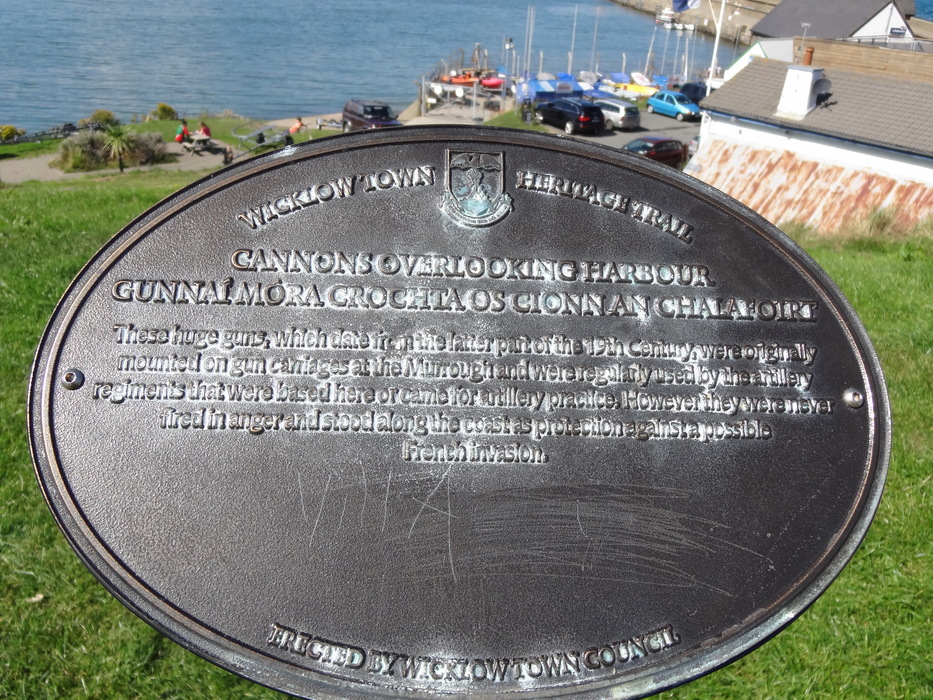 WICKLOW TOWN HERITAGE TRAIL
CANNONS OVERLOOKING HARBOUR
GUNNAÍ MÓRA CROCHTA OS CIONN AN CHALAFOIRT
These huge guns, which date from the latter part of the 19th Century, were originally
mounted on gun carriages at the Murrough and were regularly used by the artillery
regiments that were based here or came for artillery practice. However they were never
fired in anger and stood along the coast as protection against a possible
French invasion.
ERECTED BY WICKLOW TOWN COUNCIL